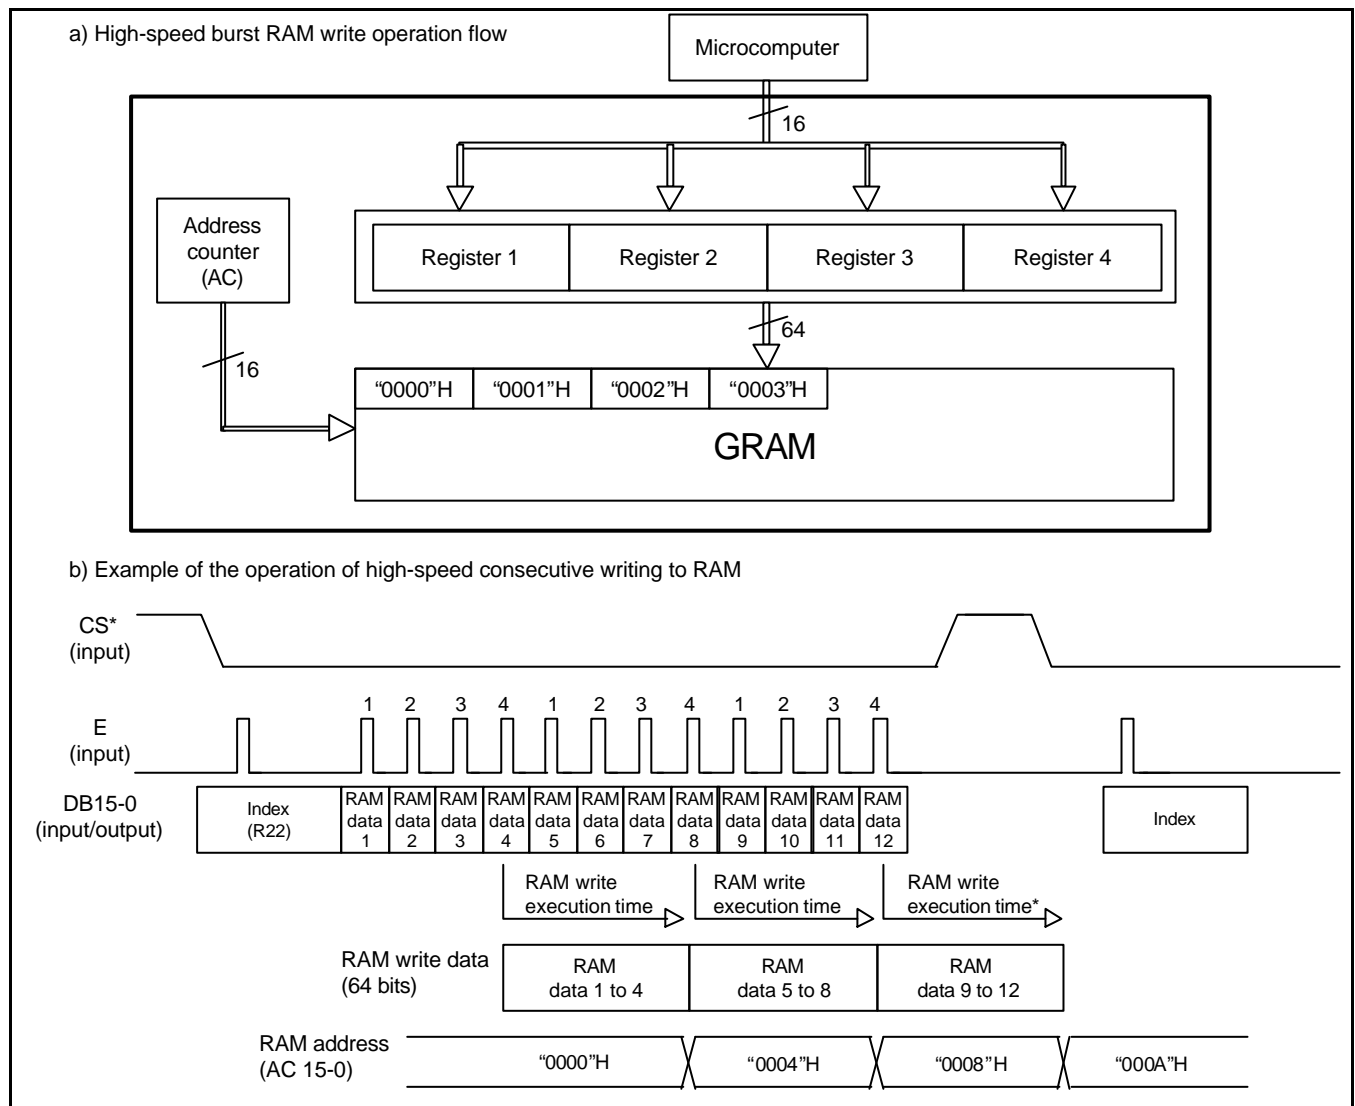 a) High-speed burst RAM write operation flow
Microcomputer
16
Address
counter
(AC)
Register 1
Register 2
Register 3
Register 4
64
16
“0000”H
“0001”H
“0002”H
“0003”H
GRAM
b) Example of the operation of high-speed consecutive writing to RAM
CS*
(input)
1 2 3 4 1 2 3 4 1 2 3 4
E
(input)
DB15-0
(input/output)
Index
(R22)
RAM
data
1
RAM
data
2
RAM
data
3
RAM
data
4
RAM
data
5
RAM
data
6
RAM
data
7
RAM
data
8
RAM
data
9
RAM
data
10
RAM
data
11
RAM
data
12
Index
RAM write
execution time
RAM write
execution time
RAM write
execution time*
RAM write data
(64 bits)
RAM
data 1 to 4
RAM
data 5 to 8
RAM
data 9 to 12
RAM address
(AC 15-0)
“0000”H
“0004”H
“0008”H
“000A”H